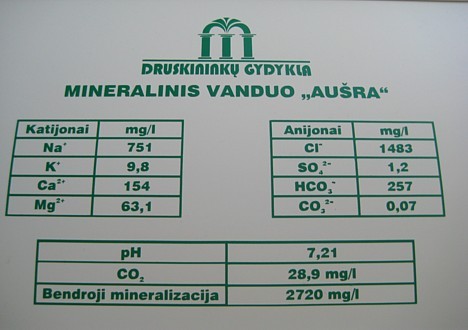 DRUSKININKŲ GYDYKLA
MINERALINIS VANDUO „AUŠRA“
Katijonai mg/l
Na⁺ 751
K⁺ 9,8
Ca²⁺ 154
Mg²⁺ 63,1
Anijonai mg/l
Cl⁻ 1483
SO₄²⁻ 1,2
HCO₃⁻ 257
CO₃²⁻ 0,07
pH 7,21
CO₂ 28,9 mg/l
Bendroji mineralizacija 2720 mg/l